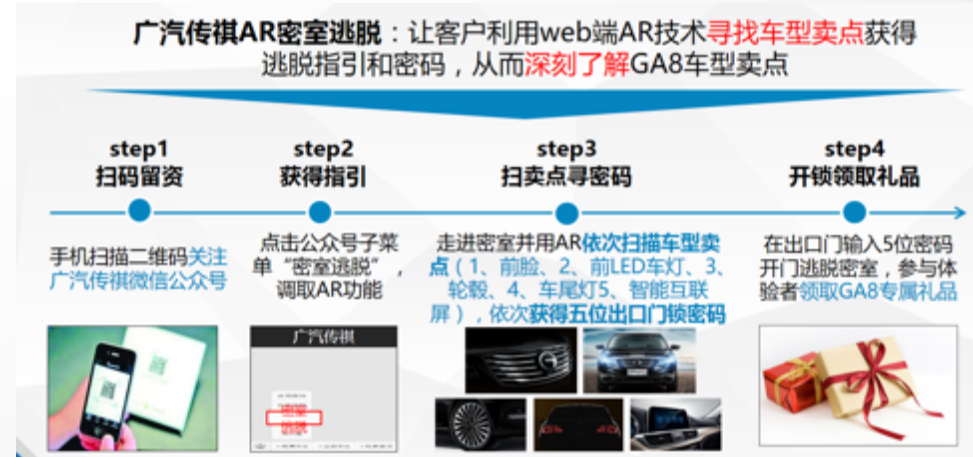 广汽传祺AR密室逃脱：让客户利用web端AR技术寻找车型卖点获得
逃脱指引和密码，从而深刻了解GA8车型卖点
step1
扫码留资
手机扫描二维码关注
广汽传祺微信公众号
step2
获得指引
点击公众号子菜
单“密室逃脱”，
调取AR功能
广汽传祺
密室
逃脱
step3
扫卖点寻密码
走进密室并用AR依次扫描车型卖
点（1、前脸、2、前LED车灯、3、
轮毂、4、车尾灯5、智能互联
屏），依次获得五位出口门锁密码
step4
开锁领取礼品
在出口门输入5位密码
开门逃脱密室，参与体
验者领取GA8专属礼品